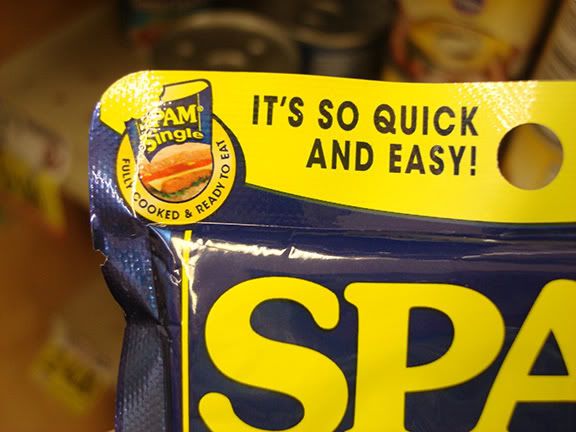 SPAM®
Single
FULLY COOKED & READY TO EAT
IT'S SO QUICK
AND EASY!
SPA